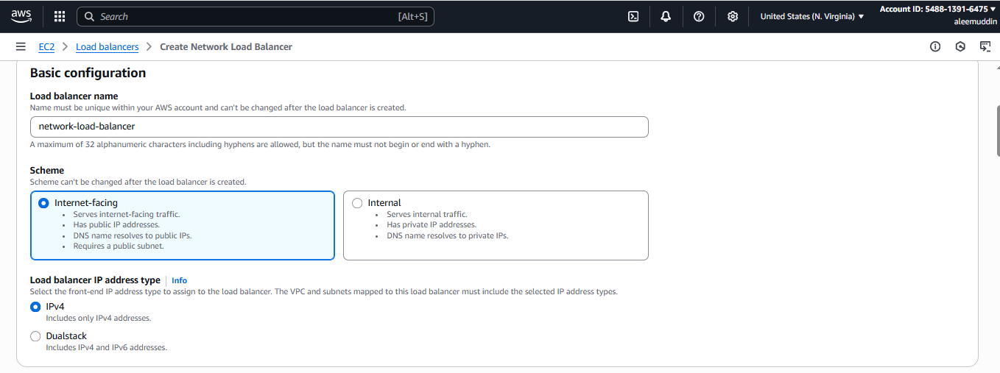 aws
Search [Alt+S]
United States (N. Virginia)
Account ID: 5488-1391-6475
aleemuddin
EC2 > Load balancers > Create Network Load Balancer
Basic configuration
Load balancer name
Name must be unique within your AWS account and can't be changed after the load balancer is created.
network-load-balancer
A maximum of 32 alphanumeric characters including hyphens are allowed, but the name must not begin or end with a hyphen.
Scheme
Scheme can't be changed after the load balancer is created.
Internet-facing
• Serves internet-facing traffic.
• Has public IP addresses.
• DNS name resolves to public IPs.
• Requires a public subnet.
Internal
• Serves internal traffic.
• Has private IP addresses.
• DNS name resolves to private IPs.
Load balancer IP address type | Info
Select the front-end IP address type to assign to the load balancer. The VPC and subnets mapped to this load balancer must include the selected IP address types.
IPv4
Includes only IPv4 addresses.
Dualstack
Includes IPv4 and IPv6 addresses.